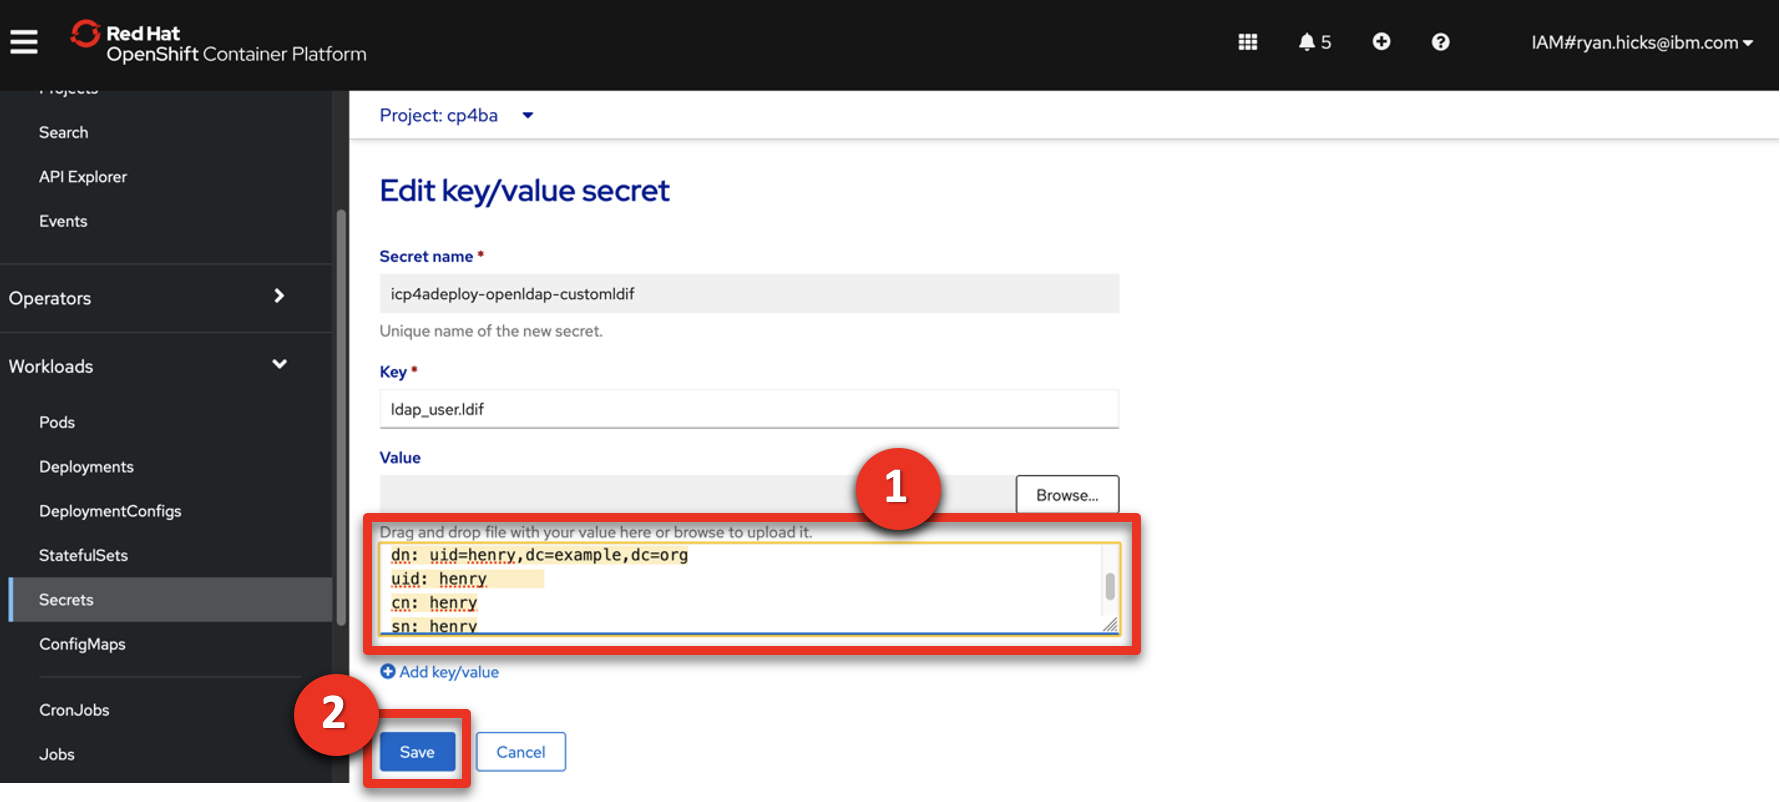 Red Hat
OpenShift Container Platform
5
IAM#ryan.hicks@ibm.com
Projects
Search
API Explorer
Events
Operators
Workloads
Pods
Deployments
DeploymentConfigs
StatefulSets
Secrets
ConfigMaps
CronJobs
Jobs
Project: cp4ba
Edit key/value secret
Secret name *
icp4adeploy-openldap-customldif
Unique name of the new secret.
Key *
ldap_user.ldif
Value
1
Browse...
Drag and drop file with your value here or browse to upload it.
dn: uid=henry,dc=example,dc=org
uid: henry
cn: henry
sn: henry
Add key/value
2
Save
Cancel